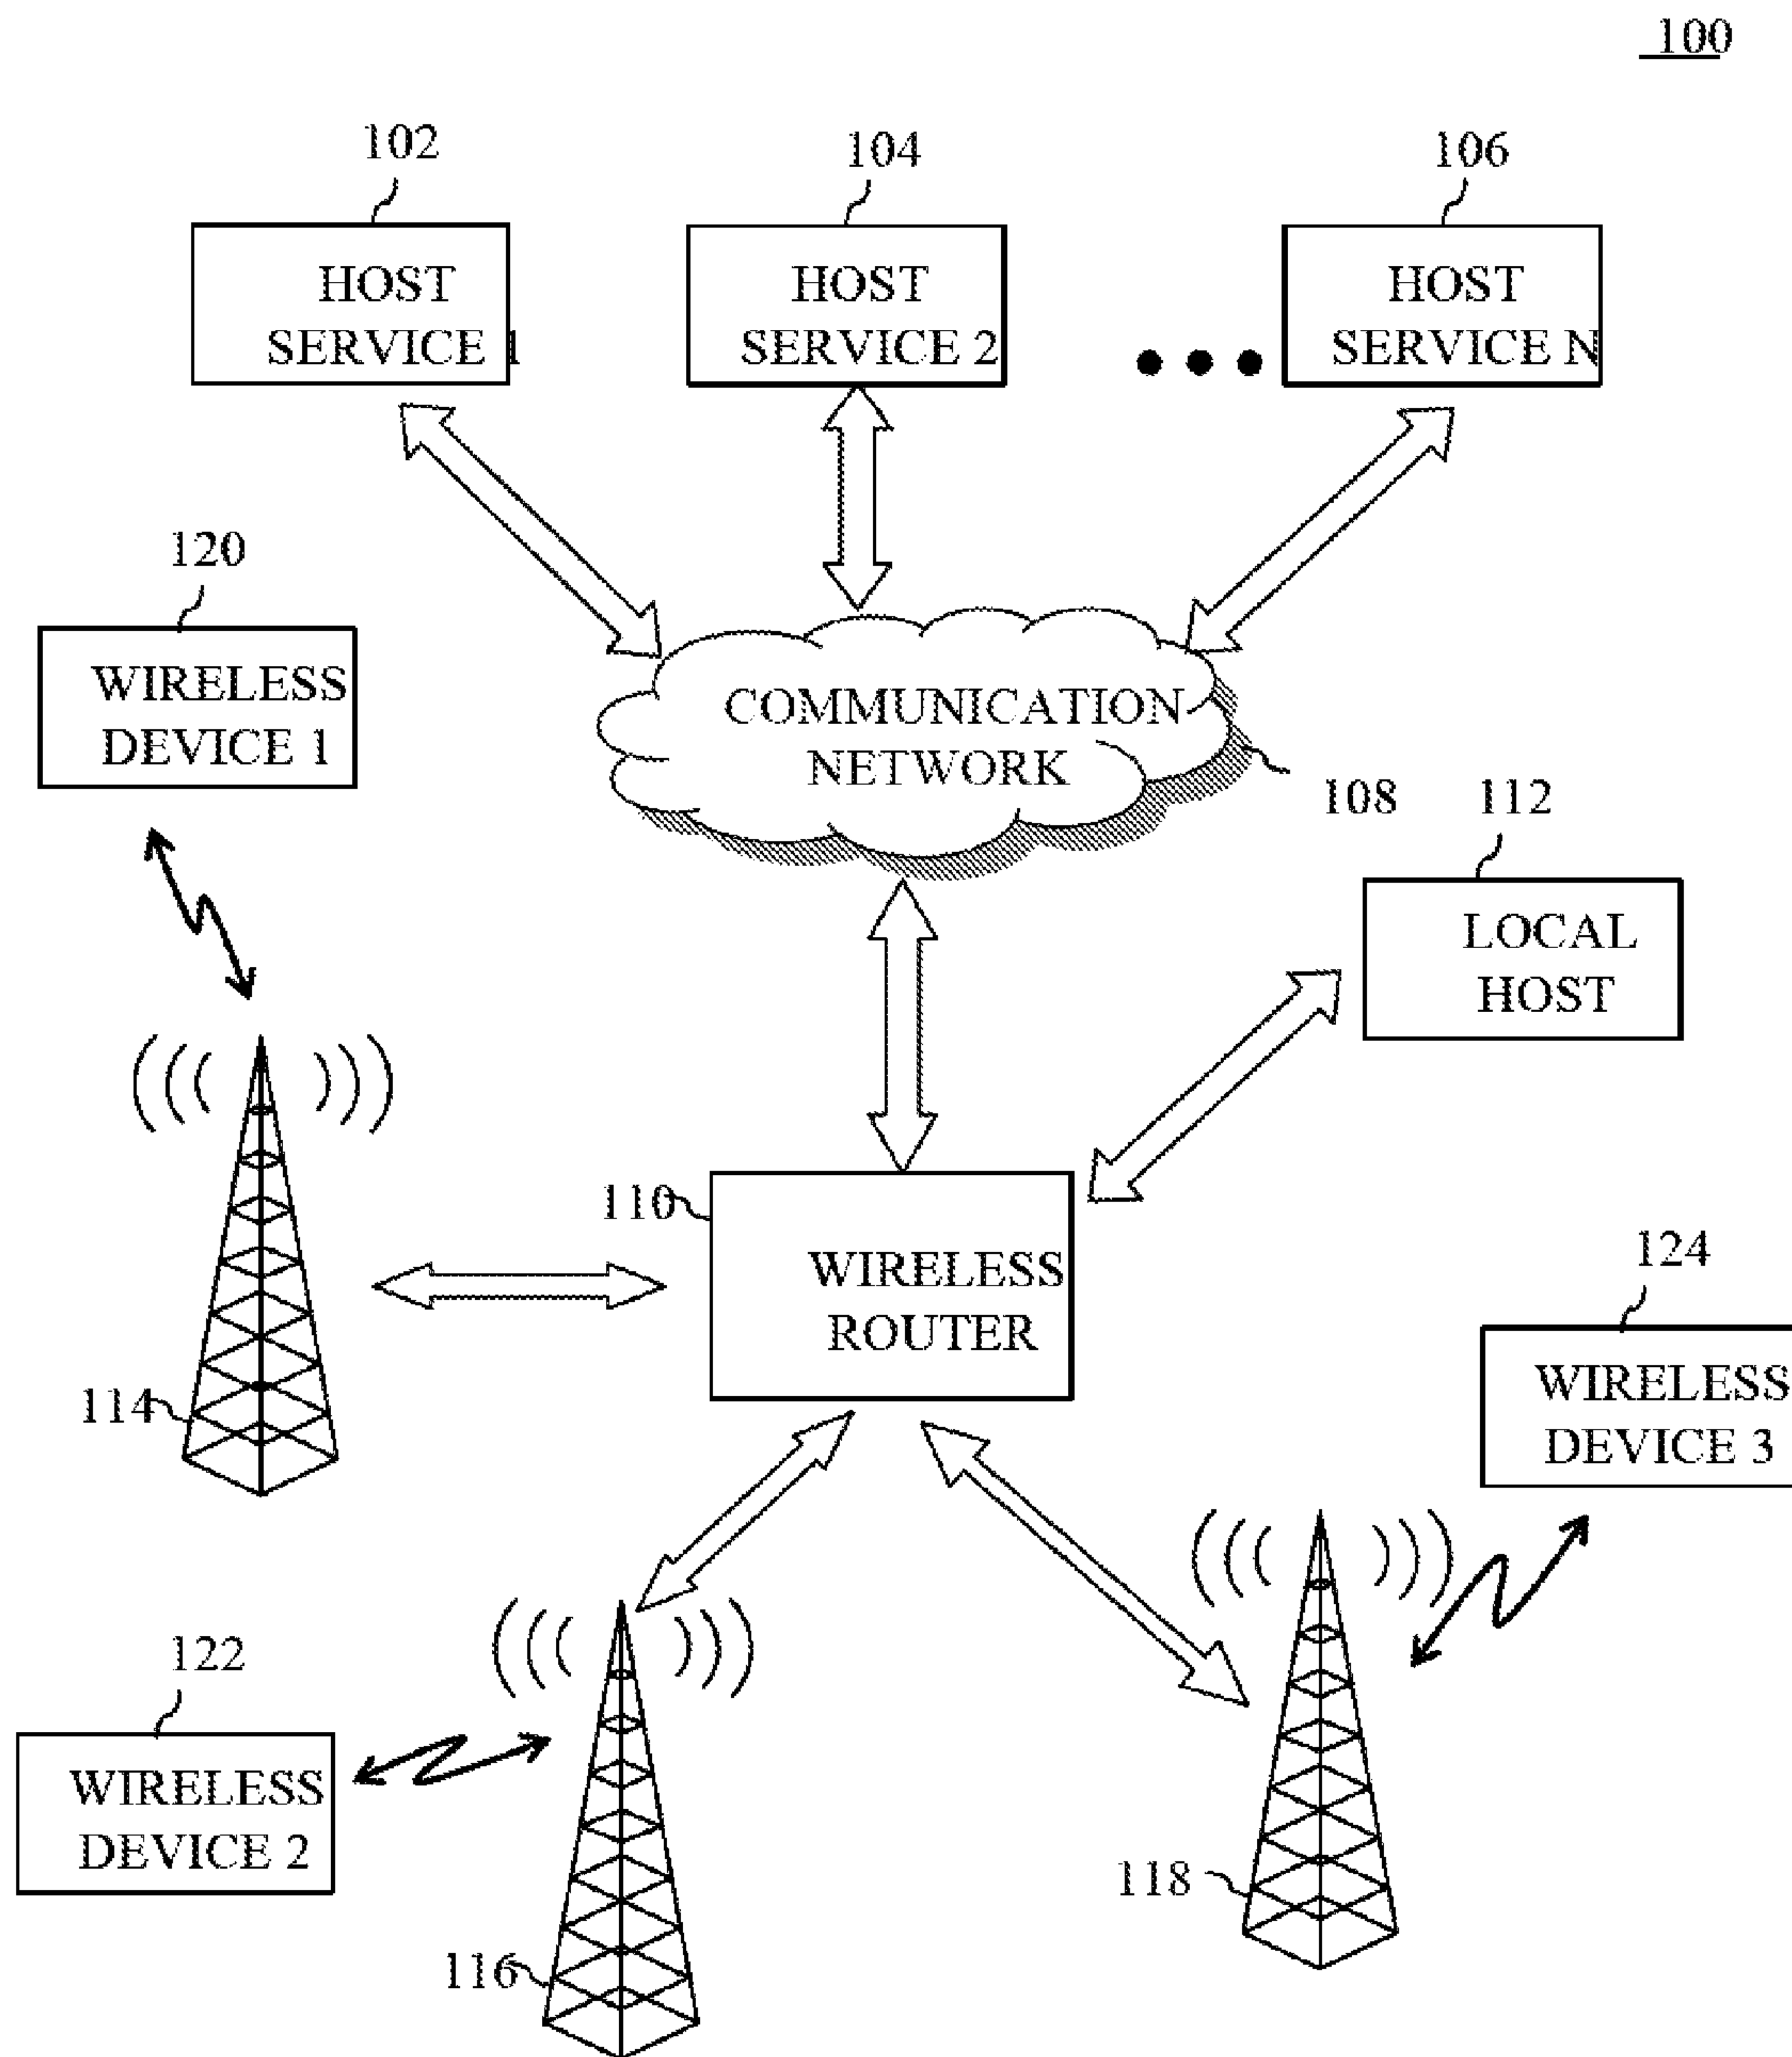 100
102
104
106
HOST
SERVICE 1
HOST
SERVICE 2
HOST
SERVICE N
120
WIRELESS
DEVICE 1
COMMUNICATION
NETWORK
108
112
LOCAL
HOST
110
WIRELESS
ROUTER
114
124
WIRELESS
DEVICE 3
122
WIRELESS
DEVICE 2
118
116